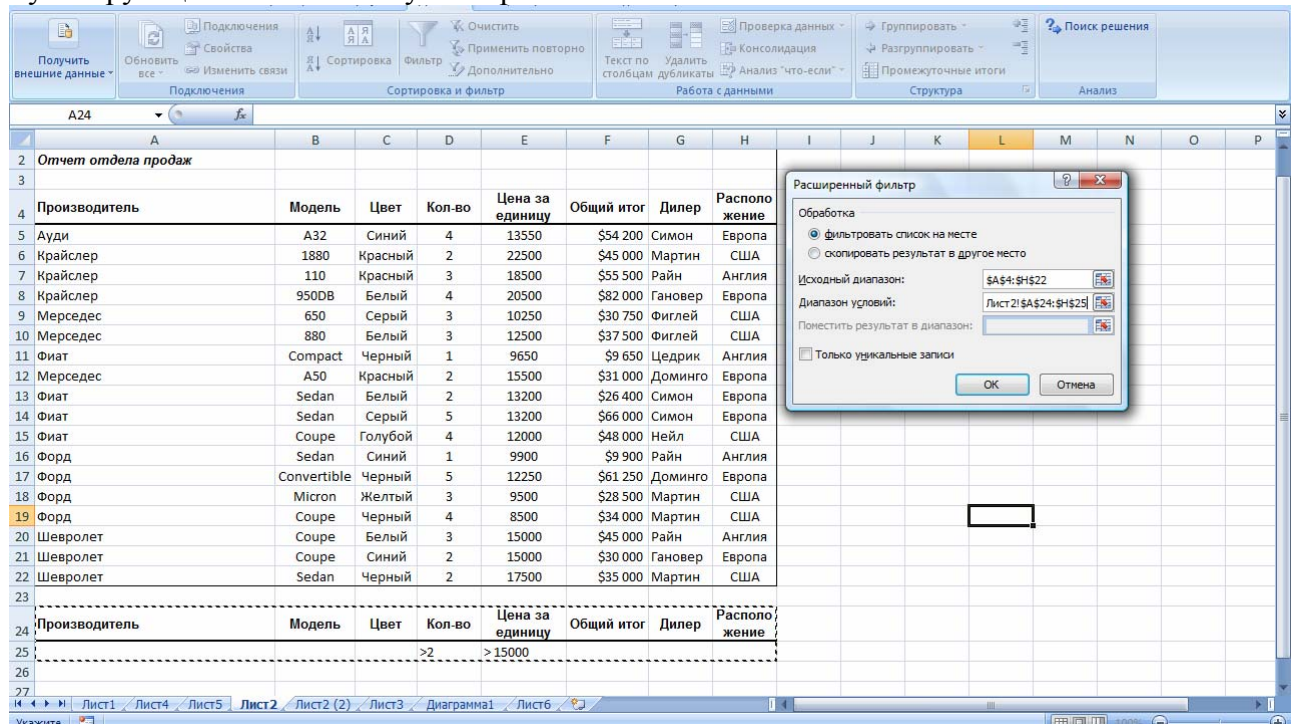 Получить внешние данные
Обновить все
Подключения
Свойства
Изменить связи
Подключения
Сортировка
Фильтр
Очистить
Применить повторно
Дополнительно
Сортировка и фильтр
Текст по столбцам
Удалить дубликаты
Проверка данных
Консолидация
Анализ "что-если"
Работа с данными
Группировать
Разгруппировать
Промежуточные итоги
Структура
Поиск решения
Анализ
A24 fx
A B C D E F G H I J K L M N O P
2 Отчет отдела продаж
3
4 Производитель Модель Цвет Кол-во Цена за единицу Общий итог Дилер Располо жение
5 Ауди A32 Синий 4 13550 $54 200 Симон Европа
6 Крайслер 1880 Красный 2 22500 $45 000 Мартин США
7 Крайслер 110 Красный 3 18500 $55 500 Райн Англия
8 Крайслер 950DB Белый 4 20500 $82 000 Гановер Европа
9 Мерседес 650 Серый 3 10250 $30 750 Фиглей США
10 Мерседес 880 Белый 3 12500 $37 500 Фиглей США
11 Фиат Compact Черный 1 9650 $9 650 Цедрик Англия
12 Мерседес A50 Красный 2 15500 $31 000 Доминго Европа
13 Фиат Sedan Белый 2 13200 $26 400 Симон Европа
14 Фиат Sedan Серый 5 13200 $66 000 Симон Европа
15 Фиат Coupe Голубой 4 12000 $48 000 Нейл США
16 Форд Sedan Синий 1 9900 $9 900 Райн Англия
17 Форд Convertible Черный 5 12250 $61 250 Доминго Европа
18 Форд Micron Желтый 3 9500 $28 500 Мартин США
19 Форд Coupe Черный 4 8500 $34 000 Мартин США
20 Шевролет Coupe Белый 3 15000 $45 000 Райн Англия
21 Шевролет Coupe Синий 2 15000 $30 000 Гановер Европа
22 Шевролет Sedan Черный 2 17500 $35 000 Мартин США
23
24 Производитель Модель Цвет Кол-во Цена за единицу Общий итог Дилер Располо жение
25 >2 >15000
26
27
Расширенный фильтр
Обработка
фильтровать список на месте
скопировать результат в другое место
Исходный диапазон: $A$4:$H$22
Диапазон условий: Лист2!$A$24:$H$25
Поместить результат в диапазон:
Только уникальные записи
ОК Отмена
Лист1 Лист4 Лист5 Лист2 Лист2 (2) Лист3 Диаграмма1 Лист6
Укажите 100%